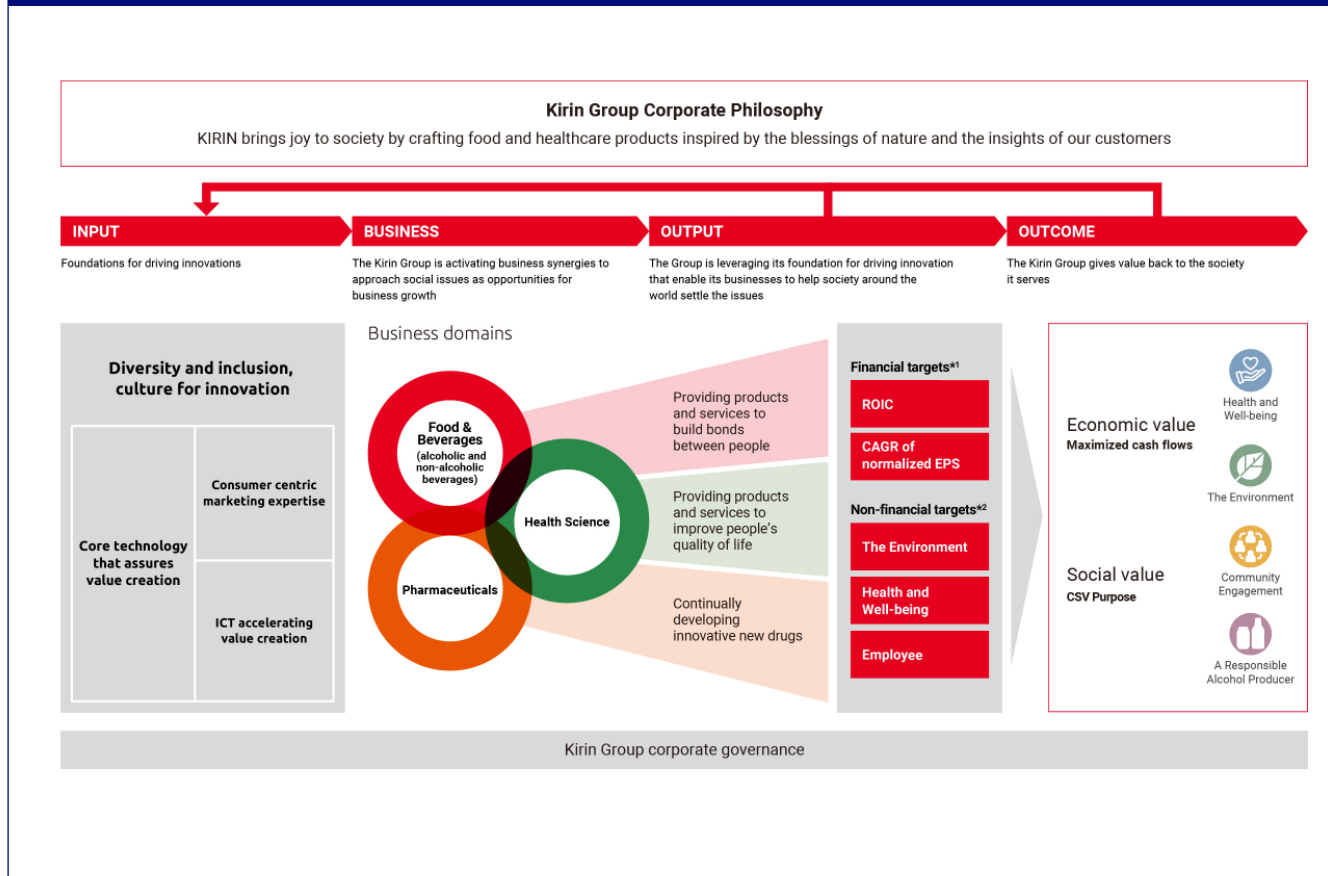 Kirin Group Corporate Philosophy
KIRIN brings joy to society by crafting food and healthcare products inspired by the blessings of nature and the insights of our customers
INPUT
BUSINESS
OUTPUT
OUTCOME
Foundations for driving innovations
The Kirin Group is activating business synergies to
approach social issues as opportunities for
business growth
The Group is leveraging its foundation for driving innovation
that enable its businesses to help society around the
world settle the issues
The Kirin Group gives value back to the society
it serves
Diversity and inclusion,
culture for innovation
Core technology
that assures
value creation
Consumer centric
marketing expertise
ICT accelerating
value creation
Business domains
Food &
Beverages
(alcoholic and
non-alcoholic
beverages)
Health Science
Pharmaceuticals
Providing products
and services to
build bonds
between people
Providing products
and services to
improve people's
quality of life
Continually
developing
innovative new drugs
Financial targets*1
ROIC
CAGR of
normalized EPS
Non-financial targets*2
The Environment
Health and
Well-being
Employee
Economic value
Maximized cash flows
Social value
CSV Purpose
Health and
Well-being
The Environment
Community
Engagement
A Responsible
Alcohol Producer
Kirin Group corporate governance